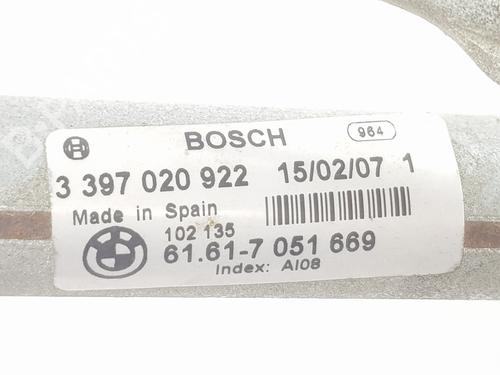 BOSCH
964
3 397 020 922 15/02/07 1
Made in Spain
102 135
61.61-7 051 669
Index: AI08